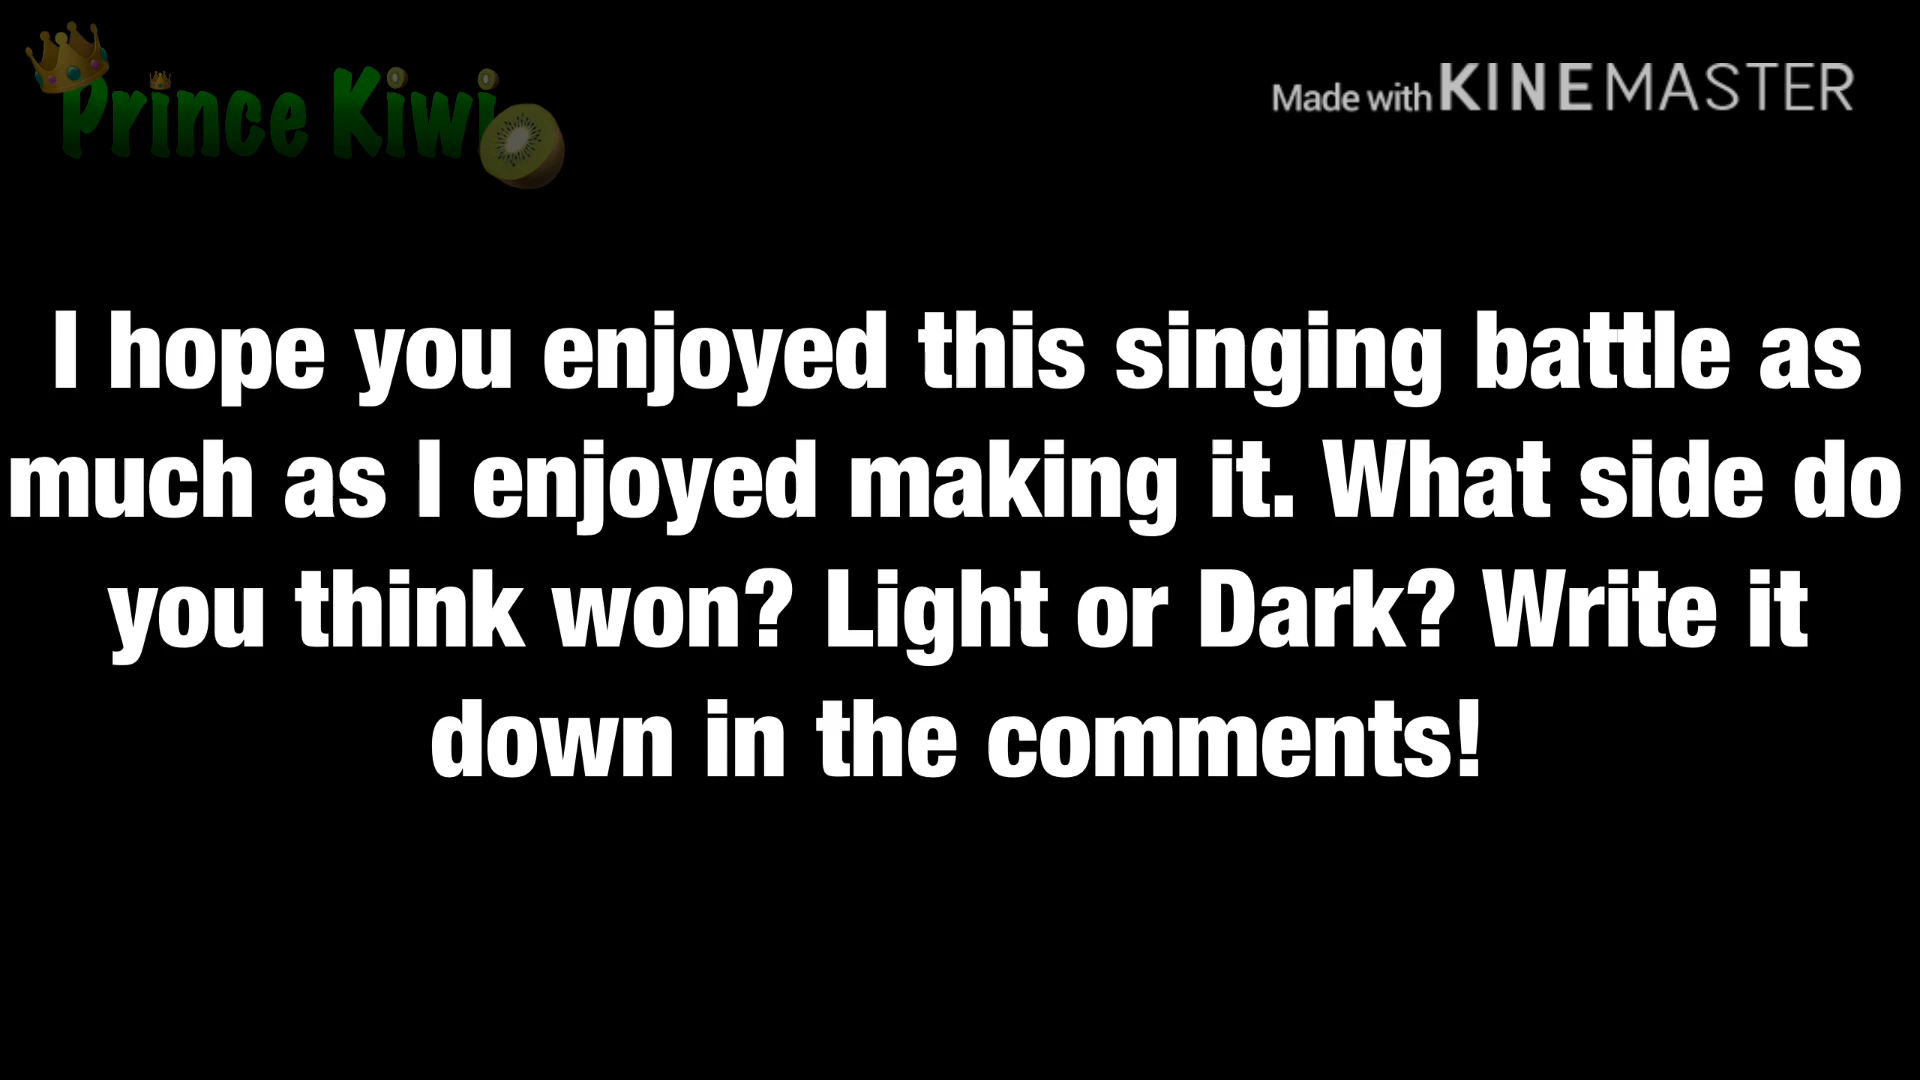 Prince Kiwi
Made with KINEMASTER
I hope you enjoyed this singing battle as
much as I enjoyed making it. What side do
you think won? Light or Dark? Write it
down in the comments!